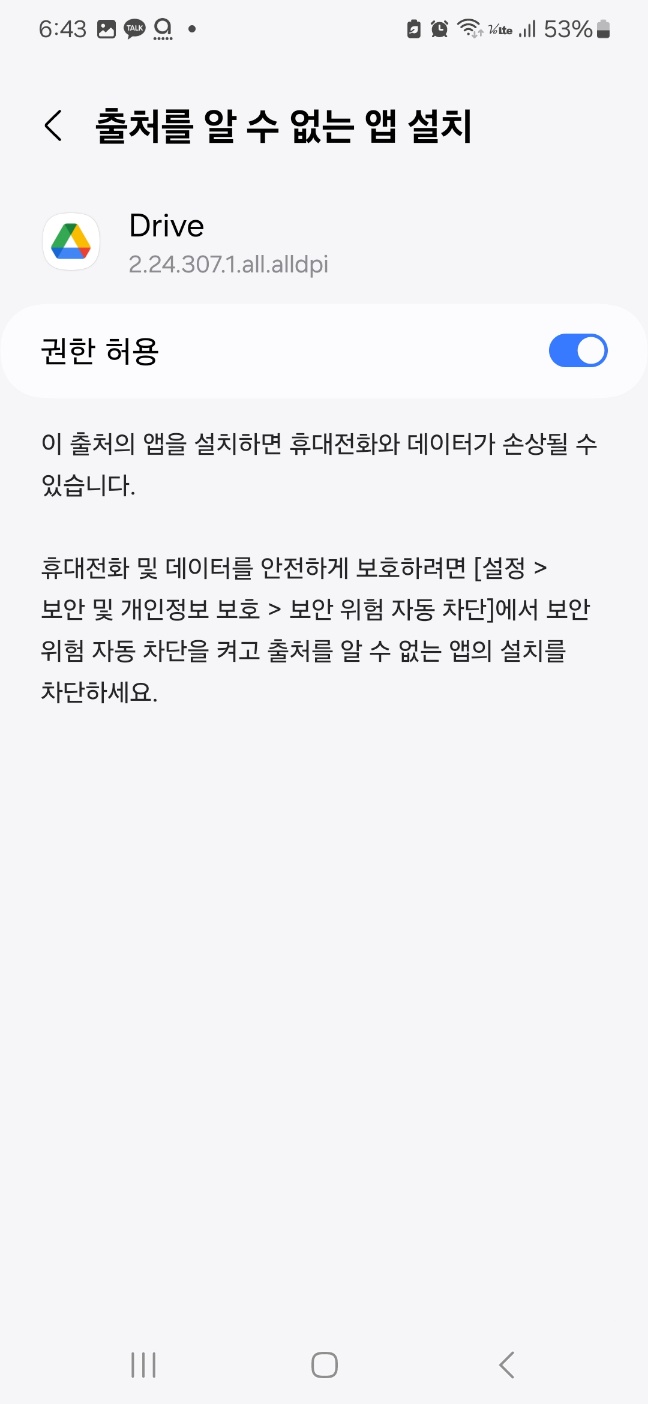 6:43 TALK a VoLTE 53%
출처를 알 수 없는 앱 설치
Drive
2.24.307.1.all.alldpi
권한 허용
이 출처의 앱을 설치하면 휴대전화와 데이터가 손상될 수
있습니다.
휴대전화 및 데이터를 안전하게 보호하려면 [설정 >
보안 및 개인정보 보호 > 보안 위험 자동 차단]에서 보안
위험 자동 차단을 켜고 출처를 알 수 없는 앱의 설치를
차단하세요.